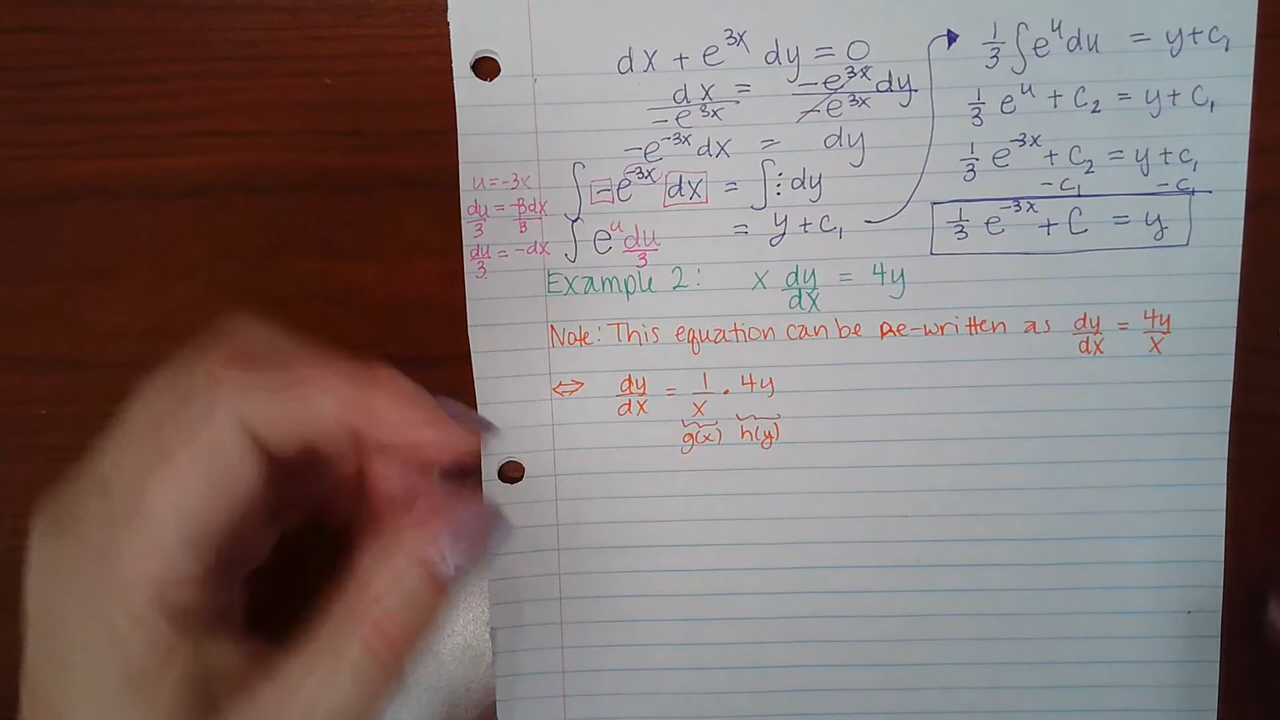 dx + e^{3x} dy = 0
dx/-e^{3x} = -e^{3x}dy/-e^{3x}
-e^{-3x}dx = dy
∫ -e^{-3x} dx = ∫ : dy
∫ e^u du/3 = y + c₁
u = -3x
du/3 = -3dx/3
du/3 = -dx
1/3 ∫e^u du = y + c₁
1/3 e^u + c₂ = y + c₁
1/3 e^{-3x} + c₂ = y + c₁
-c₁ -c₁
1/3 e^{-3x} + C = y
Example 2: x dy/dx = 4y
Note: This equation can be re-written as dy/dx = 4y/x
⇔ dy/dx = 1/x · 4y
g(x) h(y)